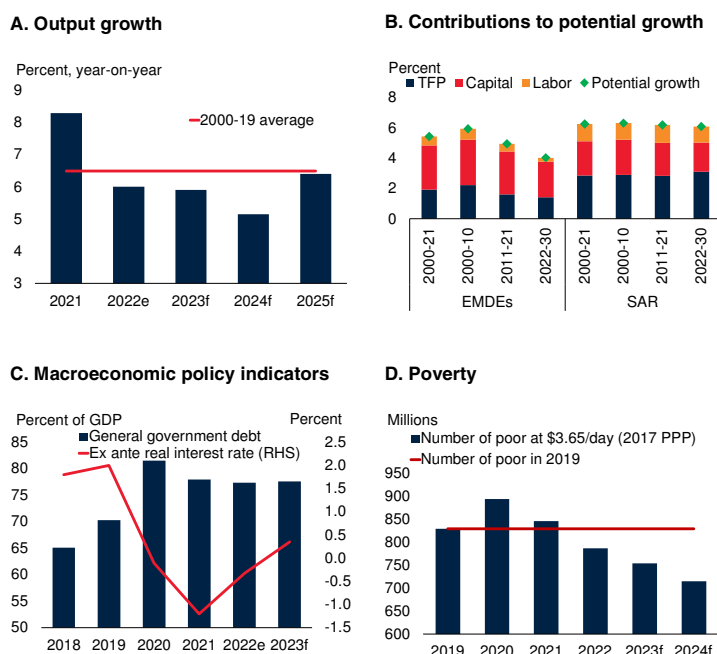 A. Output growth
Percent, year-on-year
9
8
7
6
5
4
3
2000-19 average
2021 2022e 2023f 2024f 2025f
B. Contributions to potential growth
Percent
TFP Capital Labor Potential growth
8
6
4
2
0
2000-21 2000-10 2011-21 2022-30 2000-21 2000-10 2011-21 2022-30
EMDEs SAR
C. Macroeconomic policy indicators
Percent of GDP Percent
General government debt
Ex ante real interest rate (RHS)
85
80
75
70
65
60
55
50
2.5
2.0
1.5
1.0
0.5
0.0
-0.5
-1.0
-1.5
2018 2019 2020 2021 2022e 2023f
D. Poverty
Millions
Number of poor at $3.65/day (2017 PPP)
Number of poor in 2019
950
900
850
800
750
700
650
600
2019 2020 2021 2022 2023f 2024f